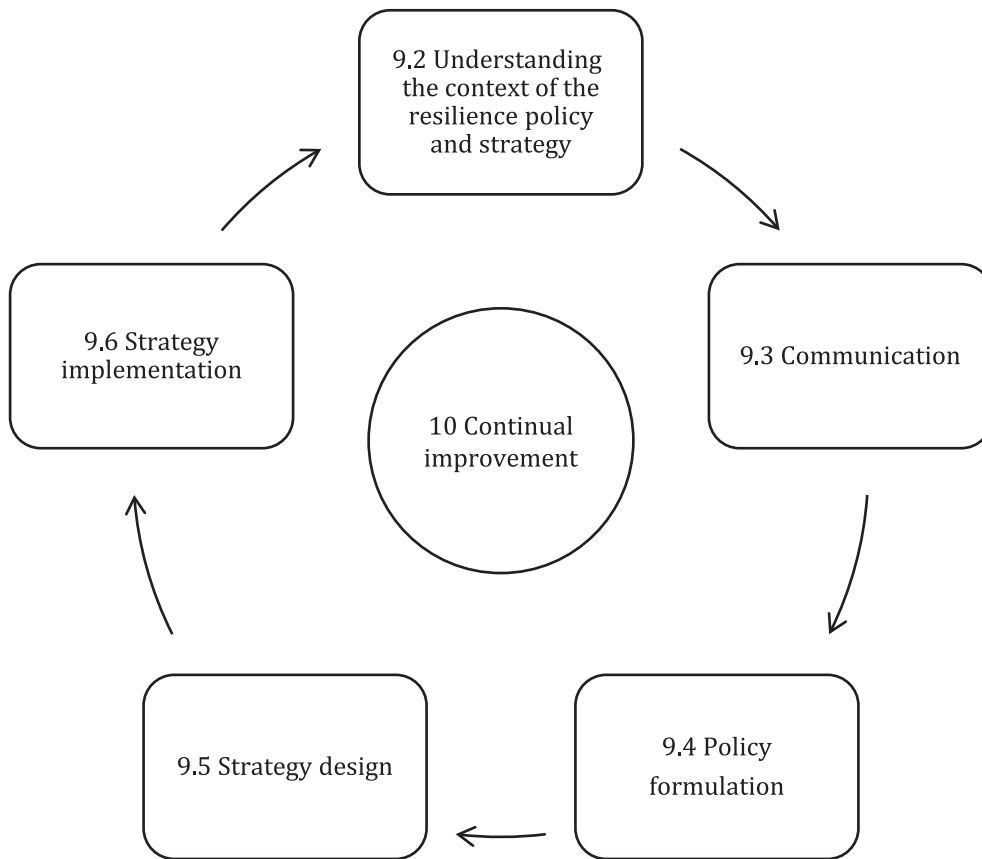 9.2 Understanding
the context of the
resilience policy
and strategy
9.3 Communication
9.4 Policy
formulation
9.5 Strategy design
9.6 Strategy
implementation
10 Continual
improvement